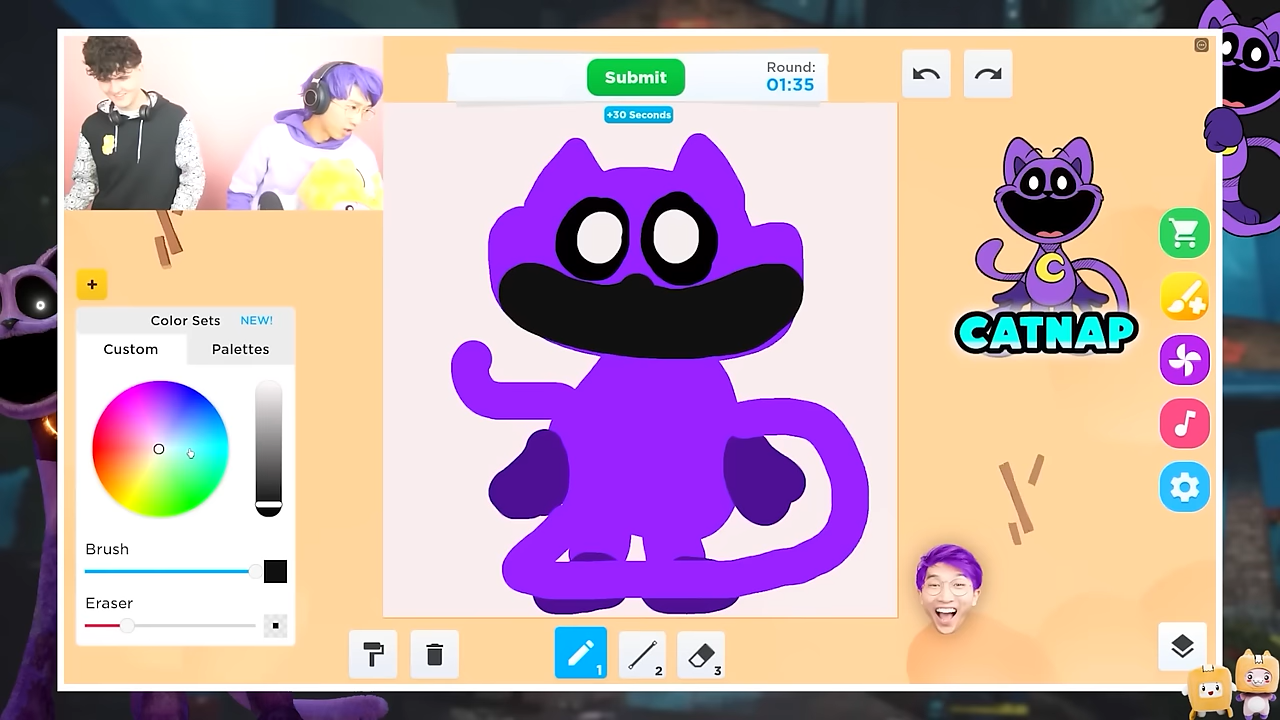 Submit
Round:
01:35
+30 Seconds
+
Color Sets
NEW!
Custom
Palettes
C
CATNAP
Brush
Eraser
1
2
3